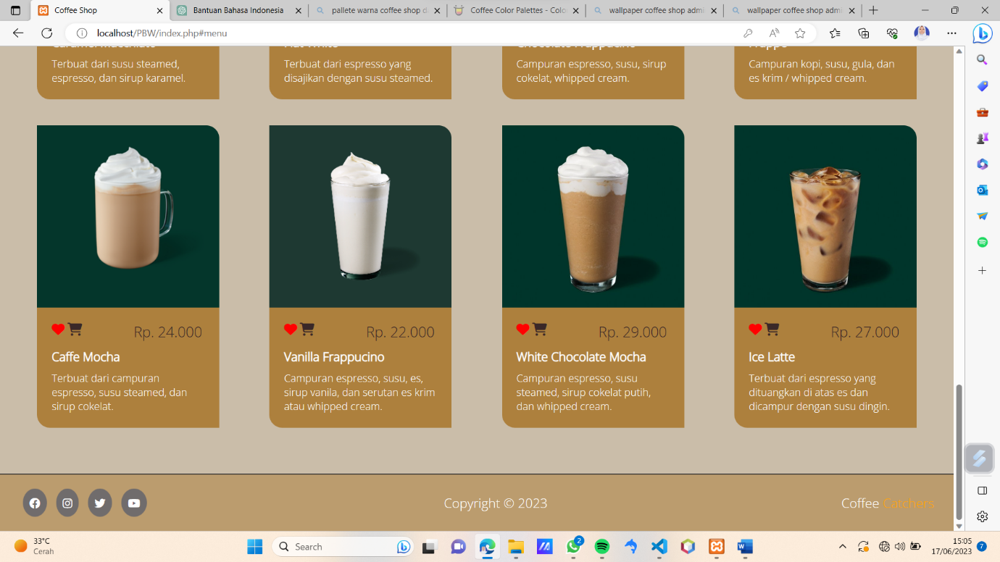 Coffee Shop
Bantuan Bahasa Indonesia
pallete warna coffee shop d
Coffee Color Palettes - Colo
wallpaper coffee shop admi
wallpaper coffee shop admi
localhost/PBW/index.php#menu
Terbuat dari susu steamed,
espresso, dan sirup karamel.
Terbuat dari espresso yang
disajikan dengan susu steamed.
Campuran espresso, susu, sirup
cokelat, whipped cream.
Campuran kopi, susu, gula, dan
es krim / whipped cream.
Rp. 24.000
Caffe Mocha
Terbuat dari campuran
espresso, susu steamed, dan
sirup cokelat.
Rp. 22.000
Vanilla Frappucino
Campuran espresso, susu, es,
sirup vanila, dan serutan es krim
atau whipped cream.
Rp. 29.000
White Chocolate Mocha
Campuran espresso, susu
steamed, sirup cokelat putih,
dan whipped cream.
Rp. 27.000
Ice Latte
Terbuat dari espresso yang
dituangkan di atas es dan
dicampur dengan susu dingin.
Copyright © 2023
Coffee Catchers
33°C
Cerah
Search
2
15:05
17/06/2023
7